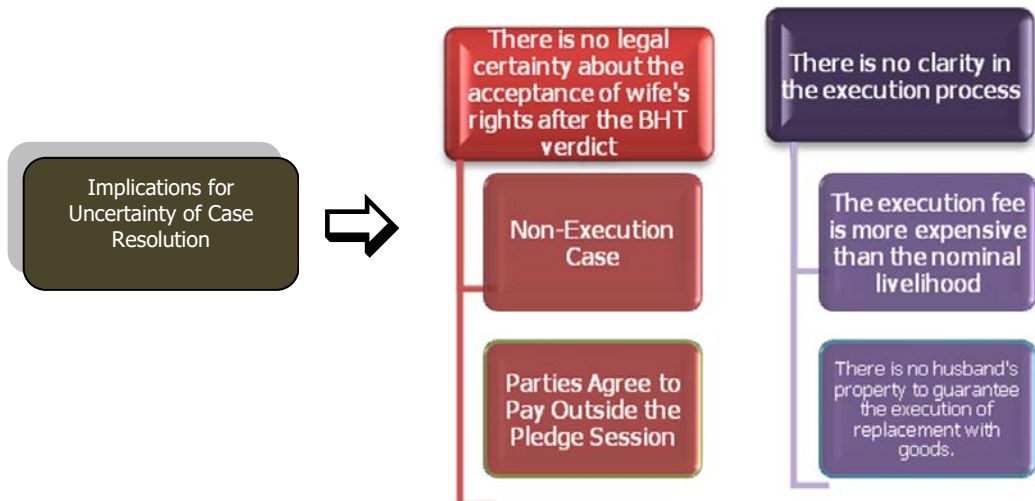 Implications for
Uncertainty of Case
Resolution
There is no legal
certainty about the
acceptance of wife's
rights after the BHT
verdict
Non-Execution
Case
Parties Agree to
Pay Outside the
Pledge Session
There is no clarity in
the execution process
The execution fee
is more expensive
than the nominal
livelihood
There is no husband's
property to guarantee
the execution of
replacement with
goods.